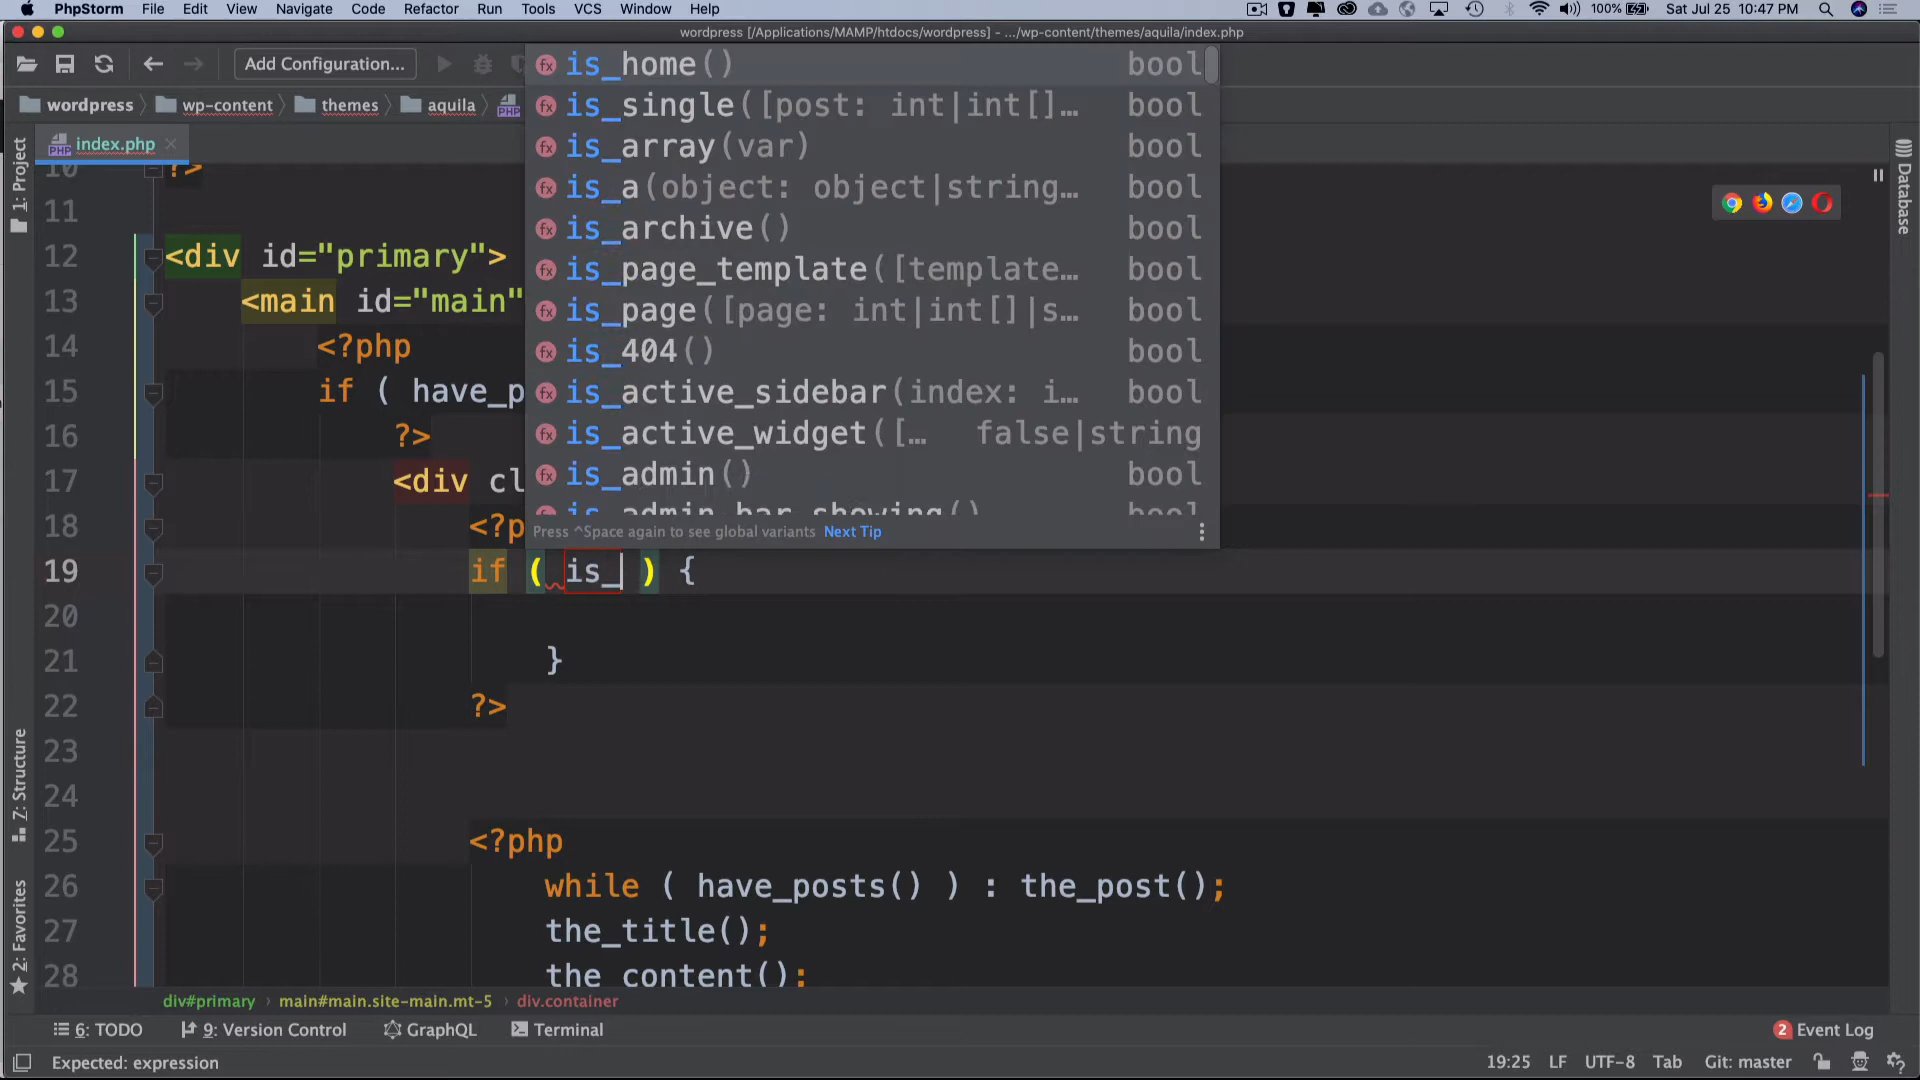 PhpStorm File Edit View Navigate Code Refactor Run Tools VCS Window Help 100% Sat Jul 25 10:47 PM
wordpress [/Applications/MAMP/htdocs/wordpress] - .../wp-content/themes/aquila/index.php
Add Configuration...
wordpress wp-content themes aquila
index.php
1: Project
Database
Z: Structure
2: Favorites
is_home() bool
is_single([post: int|int[]... bool
is_array(var) bool
is_a(object: object|string... bool
is_archive() bool
is_page_template([template... bool
is_page([page: int|int[]|s... bool
is_404() bool
is_active_sidebar(index: i... bool
is_active_widget([... false|string
is_admin() bool
is_admin_bar_showing() bool
Press ^Space again to see global variants Next Tip
10 ?>
11
12 <div id="primary">
13 <main id="main"
14 <?php
15 if ( have_p
16 ?>
17 <div cl
18 <?p
19 if ( is_ ) {
20
21 }
22 ?>
23
24
25 <?php
26 while ( have_posts() ) : the_post();
27 the_title();
28 the_content();
div#primary main#main.site-main.mt-5 div.container
6: TODO 9: Version Control GraphQL Terminal 2 Event Log
Expected: expression 19:25 LF UTF-8 Tab Git: master